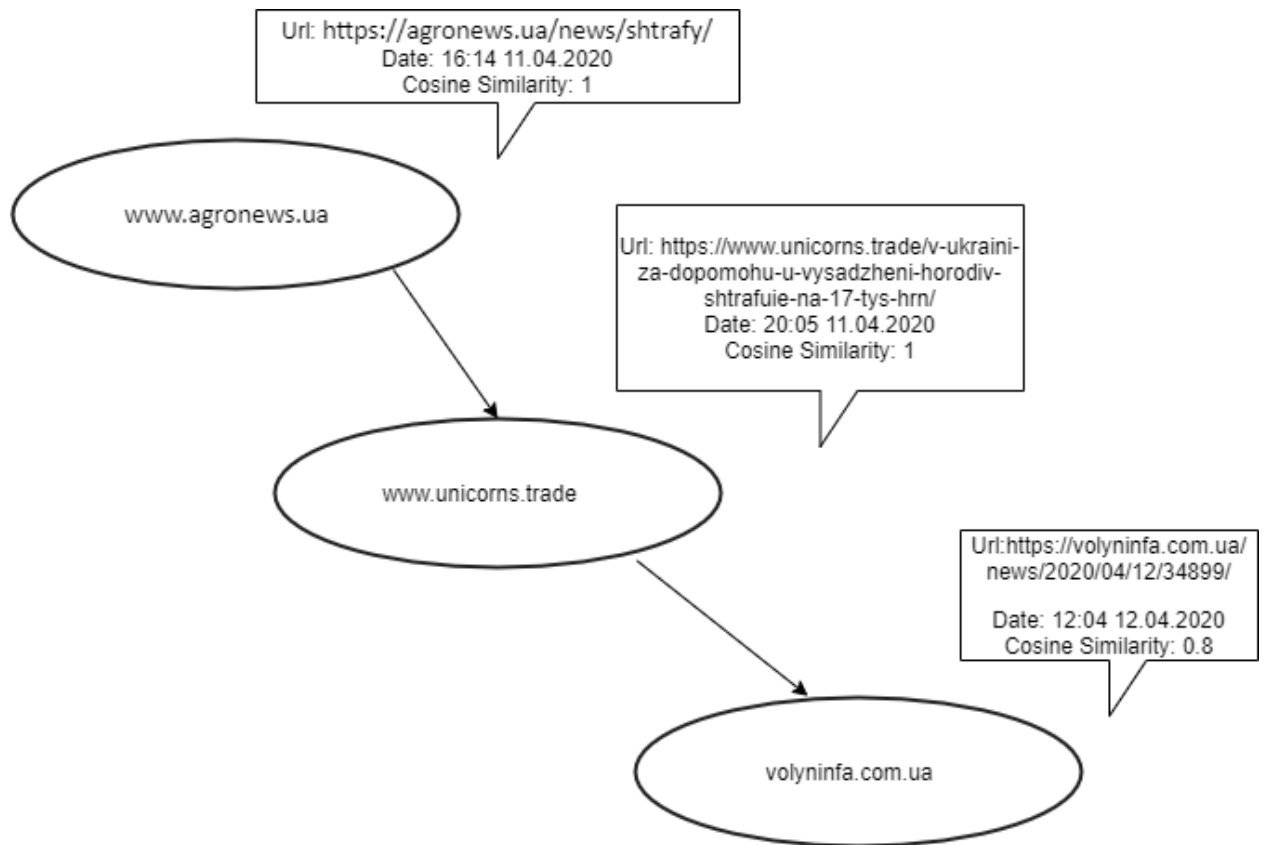 Url: https://agronews.ua/news/shtrafy/
Date: 16:14 11.04.2020
Cosine Similarity: 1
www.agronews.ua
Url: https://www.unicorns.trade/v-ukraini-
za-dopomohu-u-vysadzheni-horodiv-
shtrafuie-na-17-tys-hrn/
Date: 20:05 11.04.2020
Cosine Similarity: 1
www.unicorns.trade
Url:https://volyninfa.com.ua/
news/2020/04/12/34899/
Date: 12:04 12.04.2020
Cosine Similarity: 0.8
volyninfa.com.ua